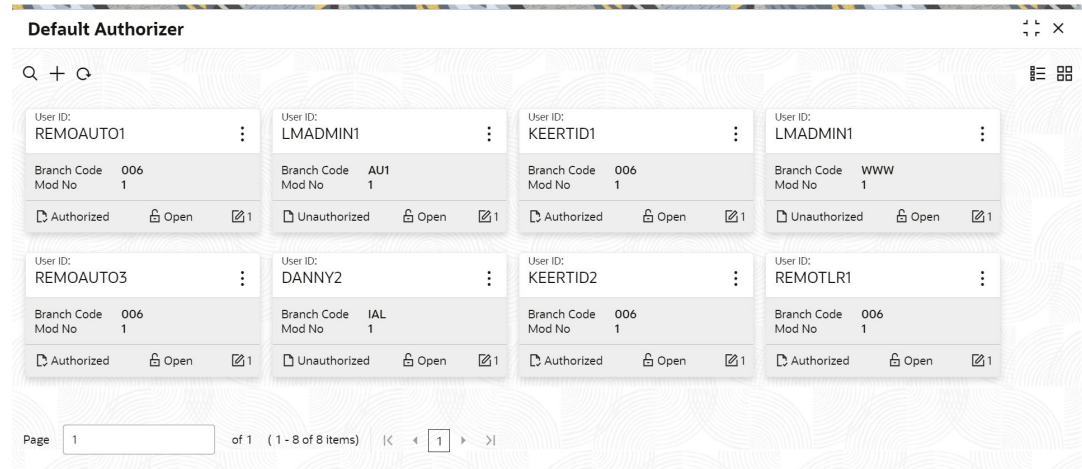 Default Authorizer
User ID:
REMOAUTO1
Branch Code 006
Mod No 1
Authorized Open 1
User ID:
LMADMIN1
Branch Code AU1
Mod No 1
Unauthorized Open 1
User ID:
KEERTID1
Branch Code 006
Mod No 1
Authorized Open 1
User ID:
LMADMIN1
Branch Code WWW
Mod No 1
Unauthorized Open 1
User ID:
REMOAUTO3
Branch Code 006
Mod No 1
Authorized Open 1
User ID:
DANNY2
Branch Code IAL
Mod No 1
Unauthorized Open 1
User ID:
KEERTID2
Branch Code 006
Mod No 1
Authorized Open 1
User ID:
REMOTLR1
Branch Code 006
Mod No 1
Authorized Open 1
Page 1 of 1 ( 1 - 8 of 8 items) 1